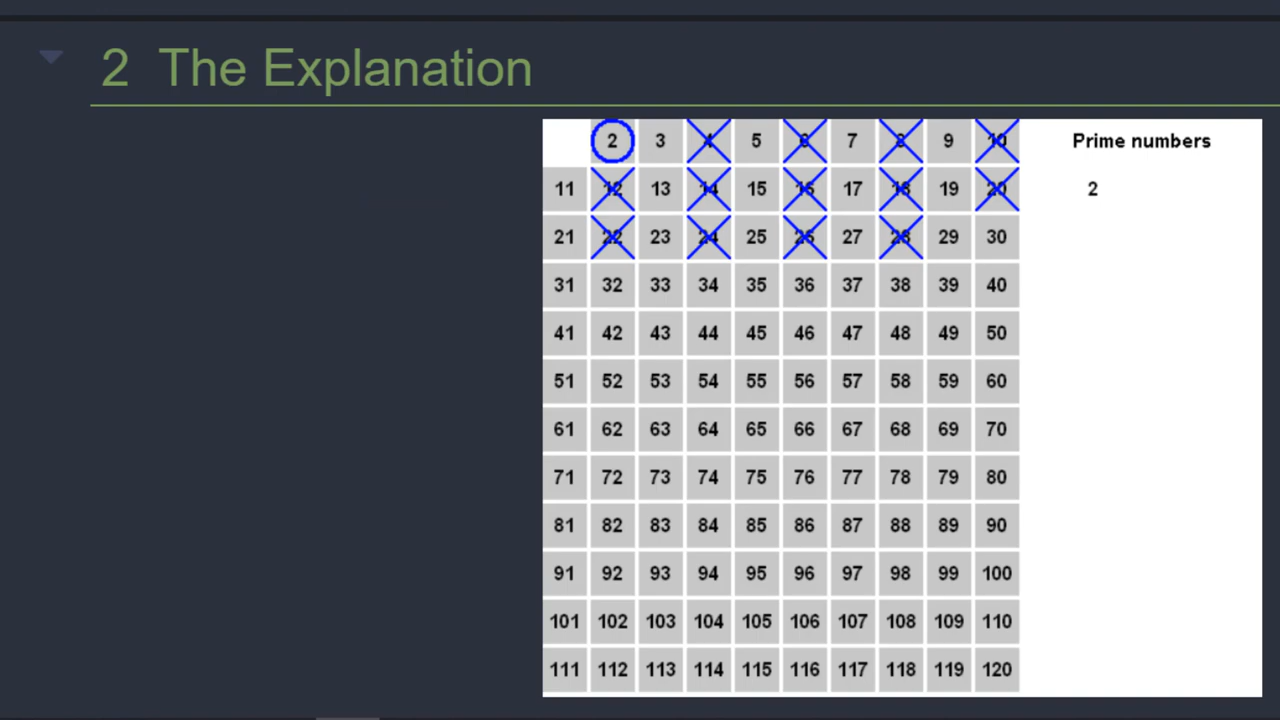 2 The Explanation
2 3 4 5 6 7 8 9 10 Prime numbers
11 12 13 14 15 16 17 18 19 20 2
21 22 23 24 25 26 27 28 29 30
31 32 33 34 35 36 37 38 39 40
41 42 43 44 45 46 47 48 49 50
51 52 53 54 55 56 57 58 59 60
61 62 63 64 65 66 67 68 69 70
71 72 73 74 75 76 77 78 79 80
81 82 83 84 85 86 87 88 89 90
91 92 93 94 95 96 97 98 99 100
101 102 103 104 105 106 107 108 109 110
111 112 113 114 115 116 117 118 119 120